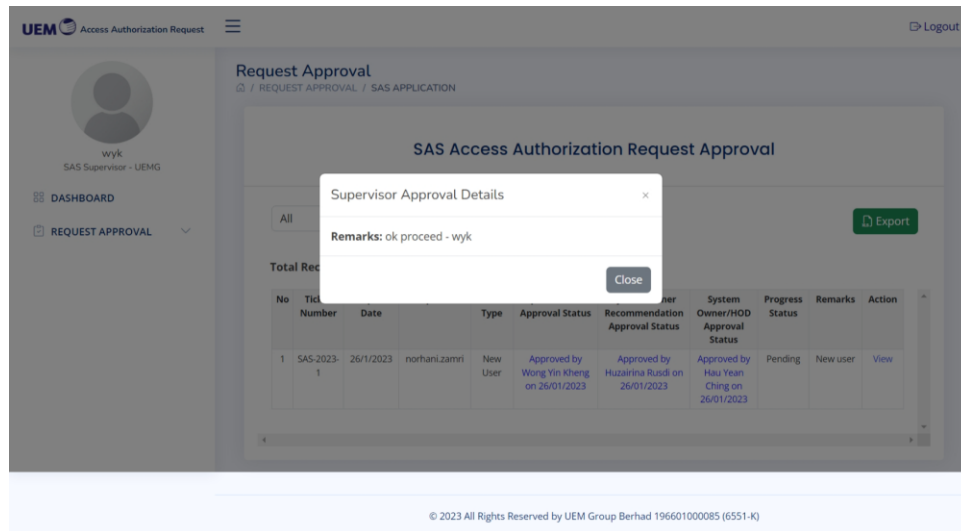 UEM Access Authorization Request
Logout
wyk
SAS Supervisor - UEMG
DASHBOARD
REQUEST APPROVAL
Request Approval
/ REQUEST APPROVAL / SAS APPLICATION
SAS Access Authorization Request Approval
Supervisor Approval Details ×
Remarks: ok proceed - wyk
Close
All
Export
Total Rec
No Number Date Type Approval Status Recommendation Approval Status System Owner/HOD Approval Status Progress Status Remarks Action
1 SAS-2023-1 26/1/2023 norhani.zamri New User Approved by Wong Yin Kheng on 26/01/2023 Approved by Huzairina Rusdi on 26/01/2023 Approved by Hau Yean Ching on 26/01/2023 Pending New user View
© 2023 All Rights Reserved by UEM Group Berhad 196601000085 (6551-K)